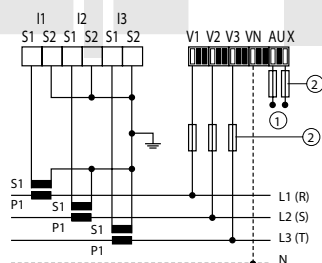 I1 I2 I3
S1 S2 S1 S2 S1 S2 V1 V2 V3 VN AUX
2
1
2
S1
P1 L1 (R)
S1
P1 L2 (S)
S1
P1 L3 (T)
N